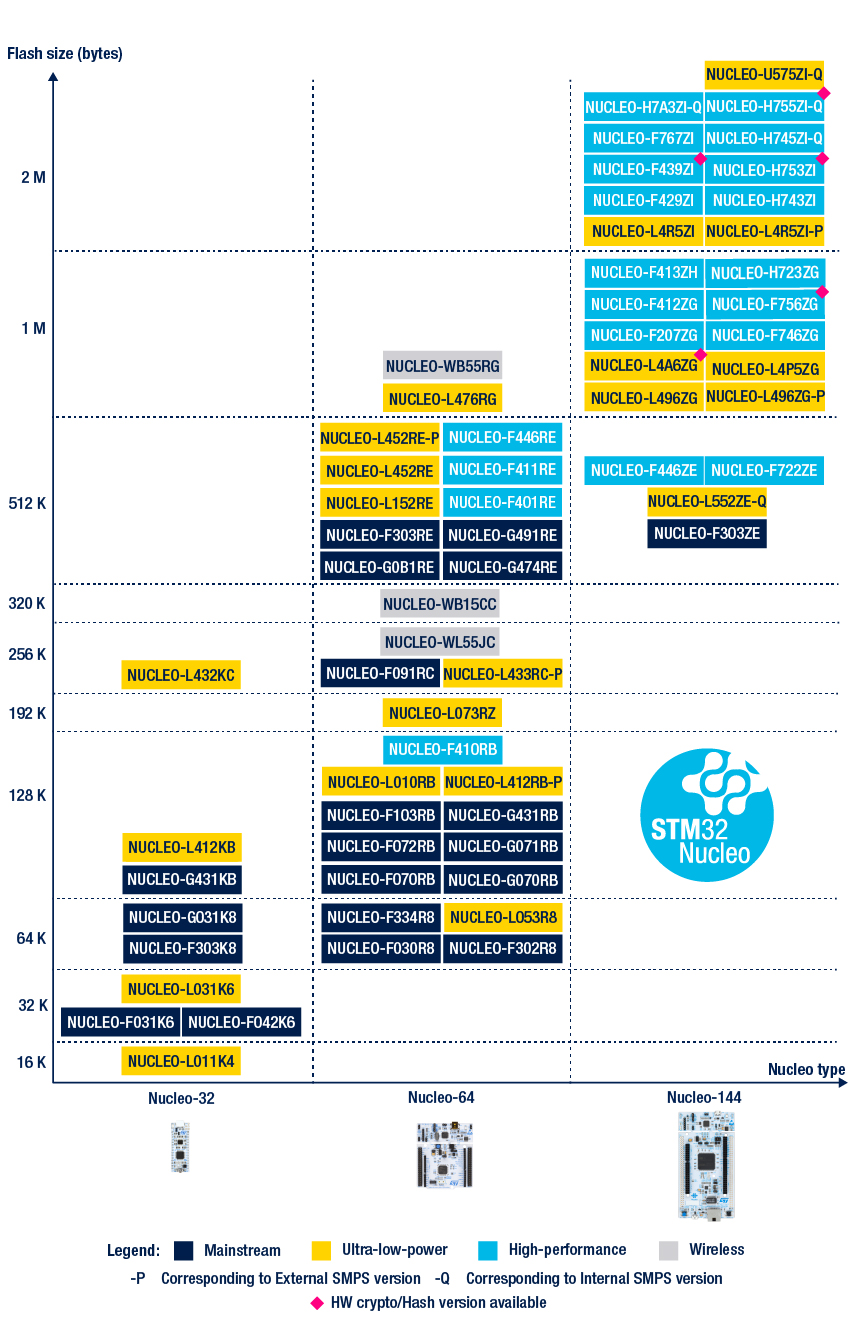 Flash size (bytes)
NUCLEO-U575ZI-Q
NUCLEO-H7A3ZI-Q NUCLEO-H755ZI-Q
NUCLEO-F767ZI NUCLEO-H745ZI-Q
2 M
NUCLEO-F439ZI NUCLEO-H753ZI
NUCLEO-F429ZI NUCLEO-H743ZI
NUCLEO-L4R5ZI NUCLEO-L4R5ZI-P
NUCLEO-F413ZH NUCLEO-H723ZG
NUCLEO-F412ZG NUCLEO-F756ZG
1 M
NUCLEO-F207ZG NUCLEO-F746ZG
NUCLEO-WB55RG NUCLEO-L4A6ZG NUCLEO-L4P5ZG
NUCLEO-L476RG NUCLEO-L496ZG NUCLEO-L496ZG-P
NUCLEO-L452RE-P NUCLEO-F446RE
NUCLEO-L452RE NUCLEO-F411RE NUCLEO-F446ZE NUCLEO-F722ZE
512 K NUCLEO-L152RE NUCLEO-F401RE NUCLEO-L552ZE-Q
NUCLEO-F303RE NUCLEO-G491RE NUCLEO-F303ZE
NUCLEO-G0B1RE NUCLEO-G474RE
320 K NUCLEO-WB15CC
NUCLEO-WL55JC
256 K
NUCLEO-L432KC NUCLEO-F091RC NUCLEO-L433RC-P
192 K NUCLEO-L073RZ
NUCLEO-F410RB
NUCLEO-L010RB NUCLEO-L412RB-P
128 K
NUCLEO-F103RB NUCLEO-G431RB
STM32
Nucleo
NUCLEO-L412KB NUCLEO-F072RB NUCLEO-G071RB
NUCLEO-G431KB NUCLEO-F070RB NUCLEO-G070RB
NUCLEO-G031K8 NUCLEO-F334R8 NUCLEO-L053R8
64 K
NUCLEO-F303K8 NUCLEO-F030R8 NUCLEO-F302R8
NUCLEO-L031K6
32 K
NUCLEO-F031K6 NUCLEO-F042K6
16 K NUCLEO-L011K4
Nucleo type
Nucleo-32 Nucleo-64 Nucleo-144
Legend: Mainstream Ultra-low-power High-performance Wireless
-P Corresponding to External SMPS version -Q Corresponding to Internal SMPS version
HW crypto/Hash version available